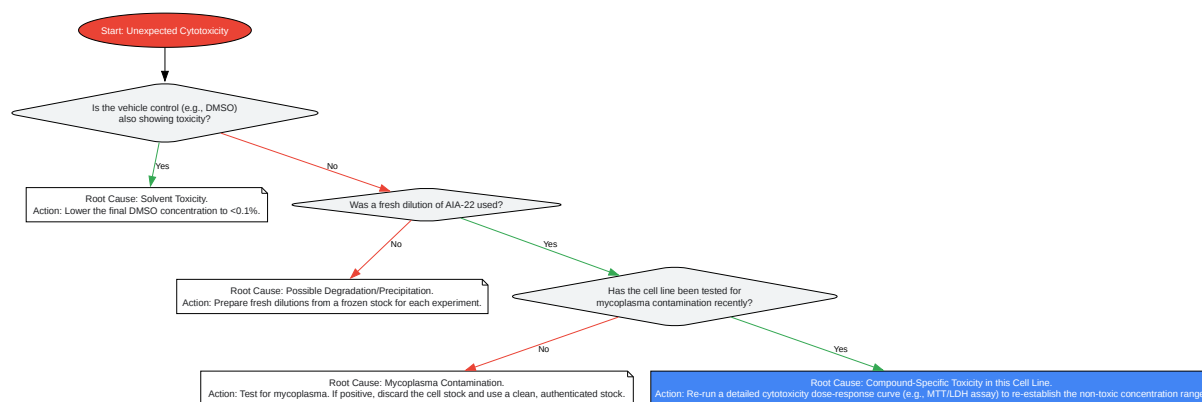 Start: Unexpected Cytotoxicity
Is the vehicle control (e.g., DMSO)
also showing toxicity?
Yes
No
Root Cause: Solvent Toxicity.
Action: Lower the final DMSO concentration to <0.1%.
Was a fresh dilution of AIA-22 used?
No
Yes
Root Cause: Possible Degradation/Precipitation.
Action: Prepare fresh dilutions from a frozen stock for each experiment.
Has the cell line been tested for
mycoplasma contamination recently?
No
Yes
Root Cause: Mycoplasma Contamination.
Action: Test for mycoplasma. If positive, discard the cell stock and use a clean, authenticated stock.
Root Cause: Compound-Specific Toxicity in this Cell Line.
Action: Re-run a detailed cytotoxicity dose-response curve (e.g., MTT/LDH assay) to re-establish the non-toxic concentration rang